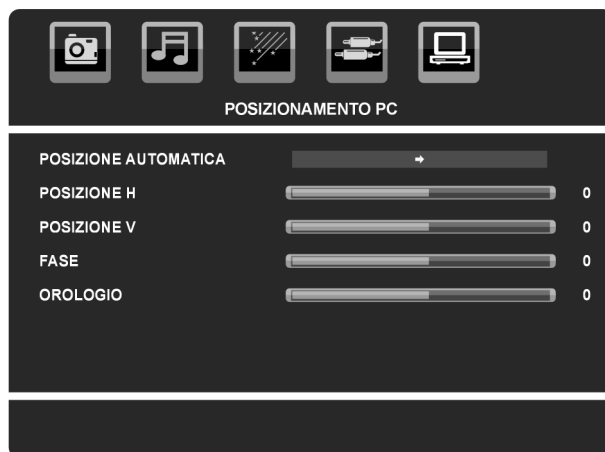 POSIZIONAMENTO PC
POSIZIONE AUTOMATICA
POSIZIONE H 0
POSIZIONE V 0
FASE 0
OROLOGIO 0